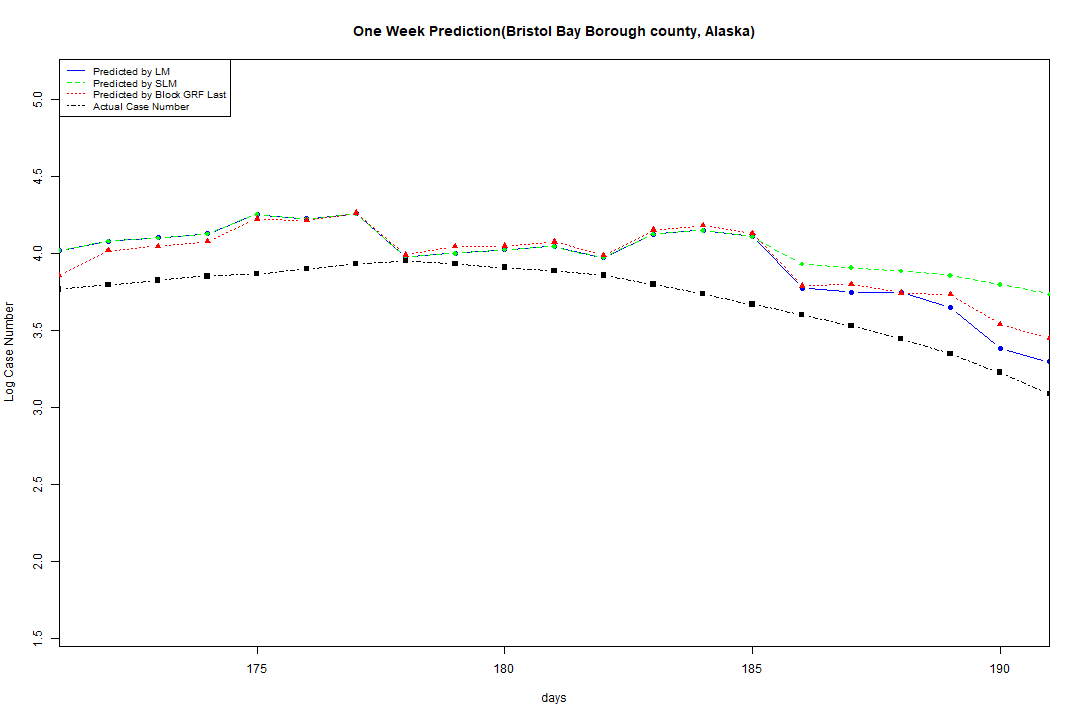 One Week Prediction(Bristol Bay Borough county, Alaska)
Predicted by LM
Predicted by SLM
Predicted by Block GRF Last
Actual Case Number
Log Case Number
5.0
4.5
4.0
3.5
3.0
2.5
2.0
1.5
175 180 185 190
days